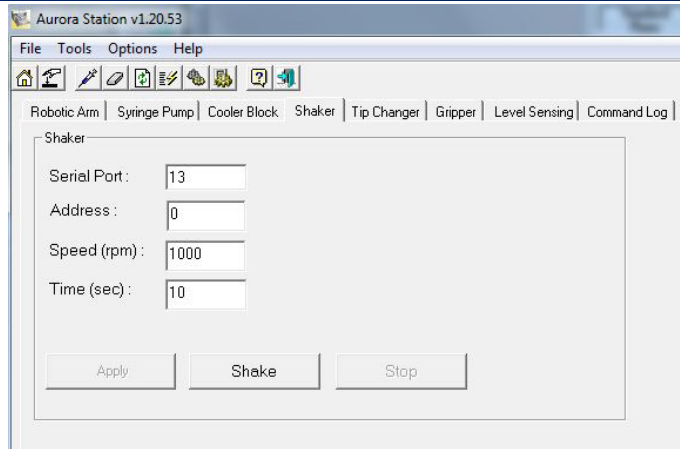 Aurora Station v1.20.53
File Tools Options Help
Robotic Arm Syringe Pump Cooler Block Shaker Tip Changer Gripper Level Sensing Command Log
Shaker
Serial Port : 13
Address : 0
Speed (rpm) : 1000
Time (sec) : 10
Apply Shake Stop